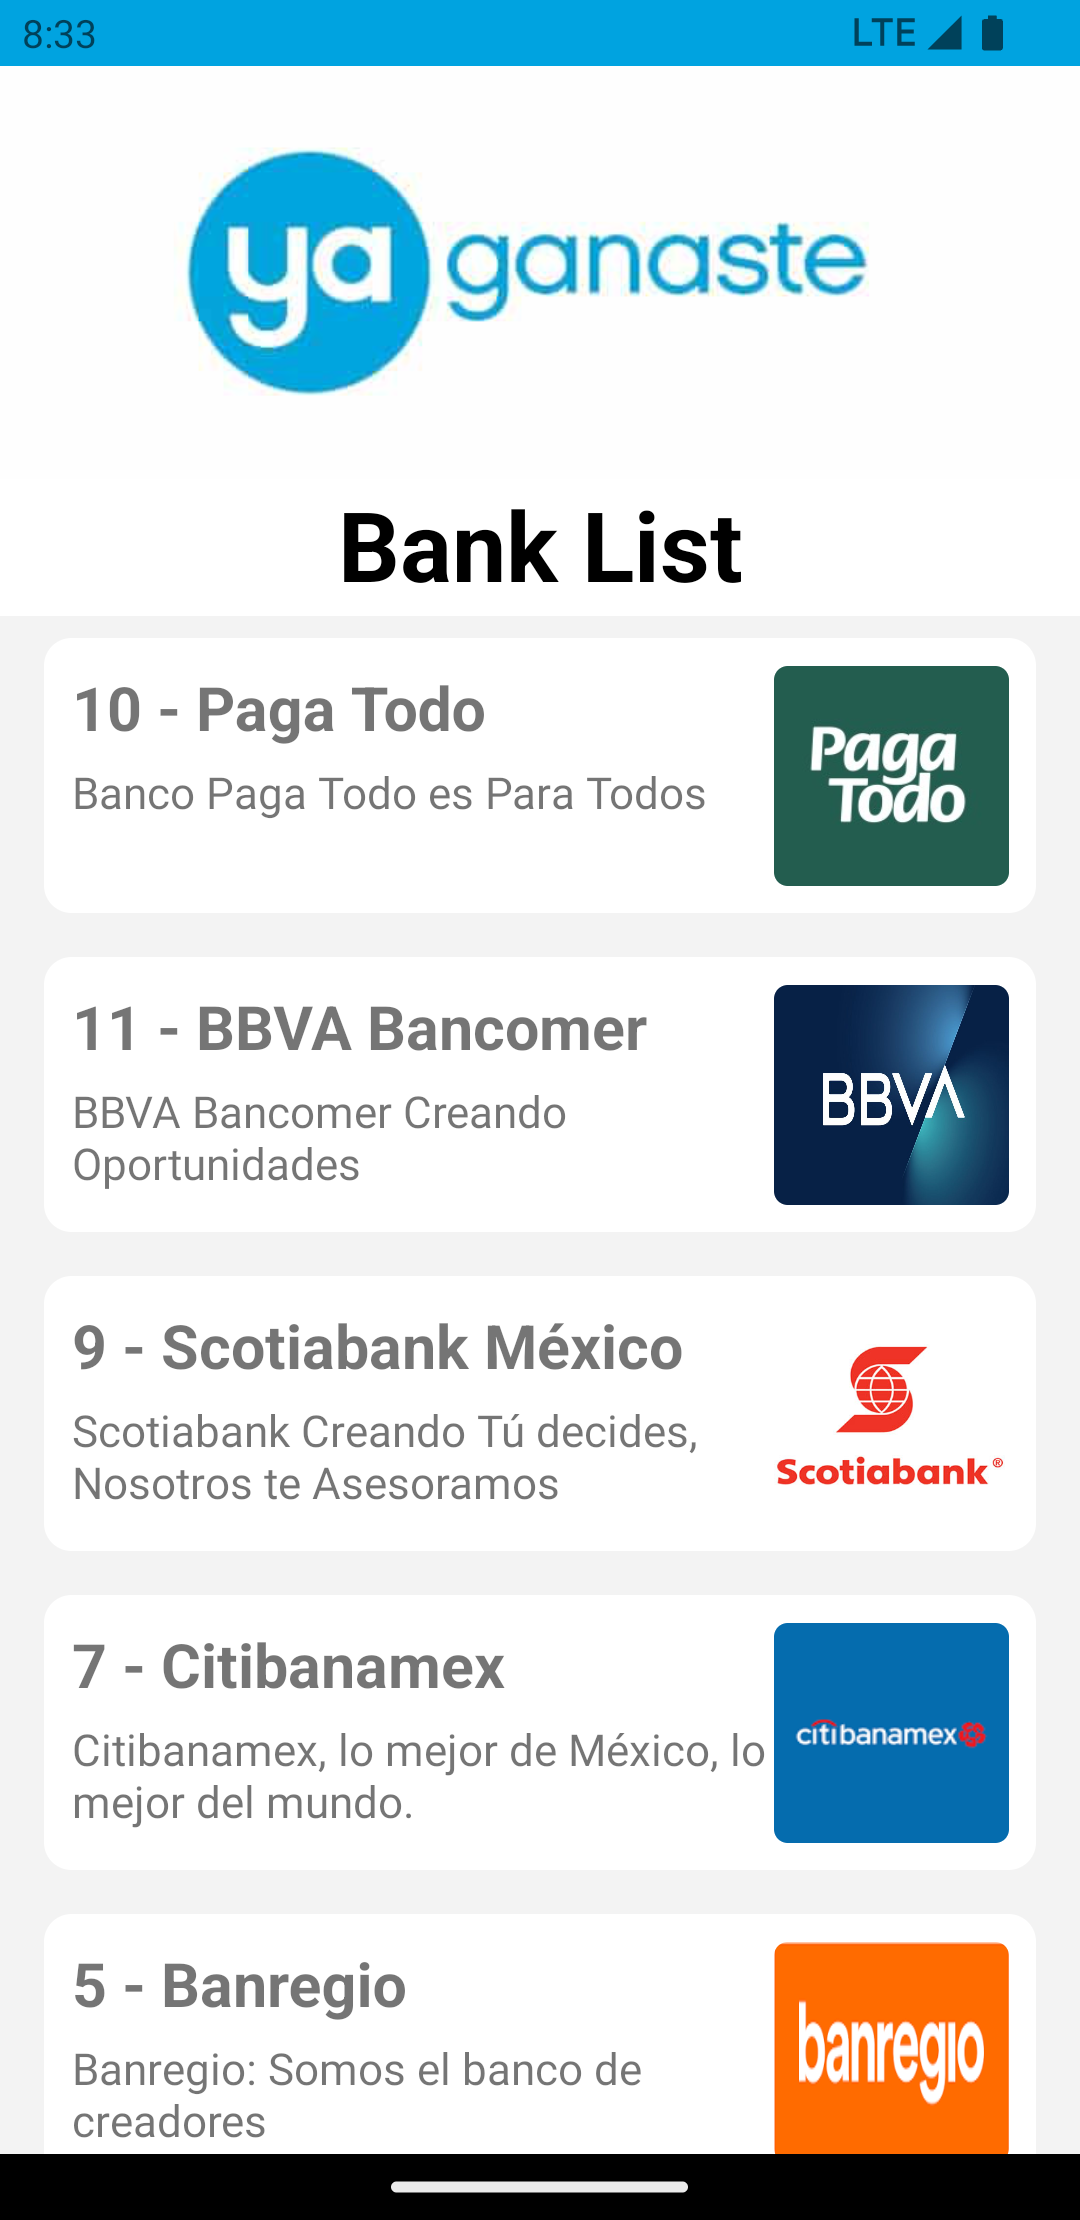 8:33 LTE
ya ganaste
Bank List
10 - Paga Todo
Banco Paga Todo es Para Todos
Paga
Todo
11 - BBVA Bancomer
BBVA Bancomer Creando
Oportunidades
BBVA
9 - Scotiabank México
Scotiabank Creando Tú decides,
Nosotros te Asesoramos
Scotiabank®
7 - Citibanamex
Citibanamex, lo mejor de México, lo
mejor del mundo.
citibanamex
5 - Banregio
Banregio: Somos el banco de
creadores
banregio